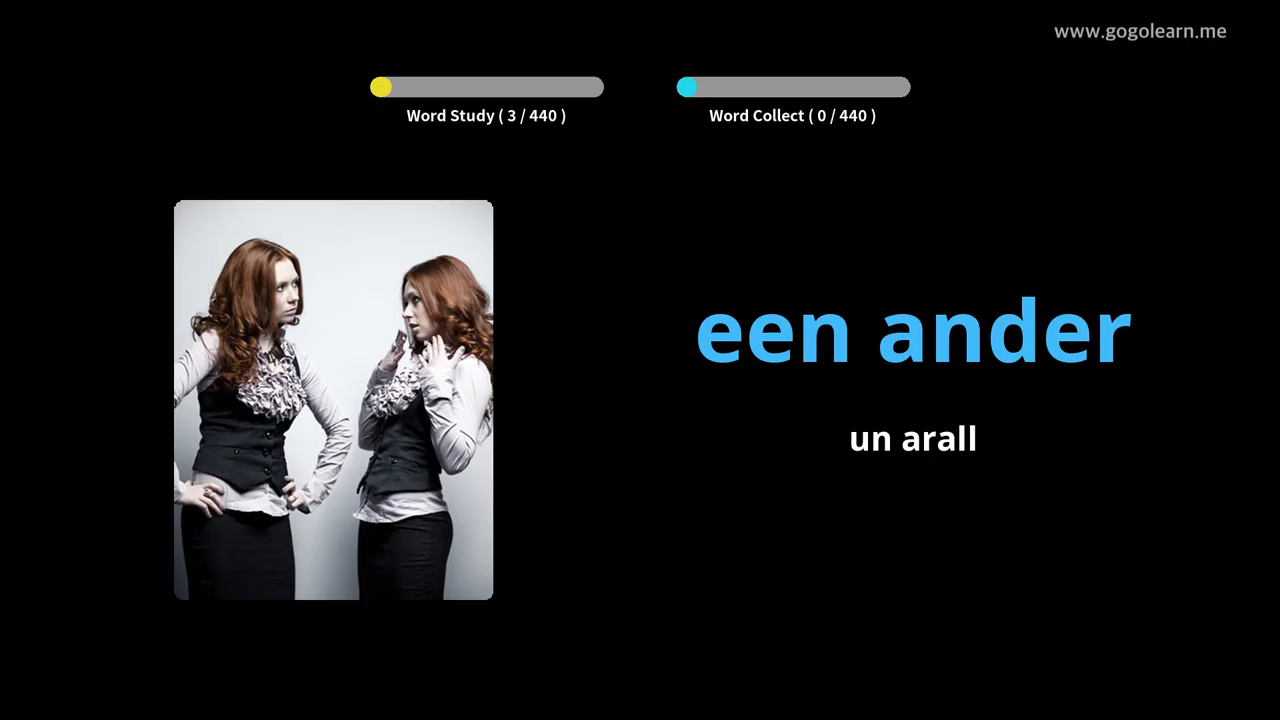 www.gogolearn.me
Word Study ( 3 / 440 )
Word Collect ( 0 / 440 )
een ander
un arall